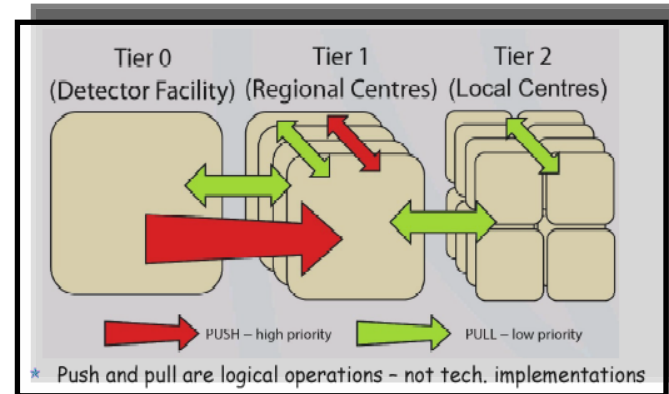 Tier 0 Tier 1 Tier 2
(Detector Facility) (Regional Centres) (Local Centres)
PUSH – high priority PULL – low priority
* Push and pull are logical operations – not tech. implementations